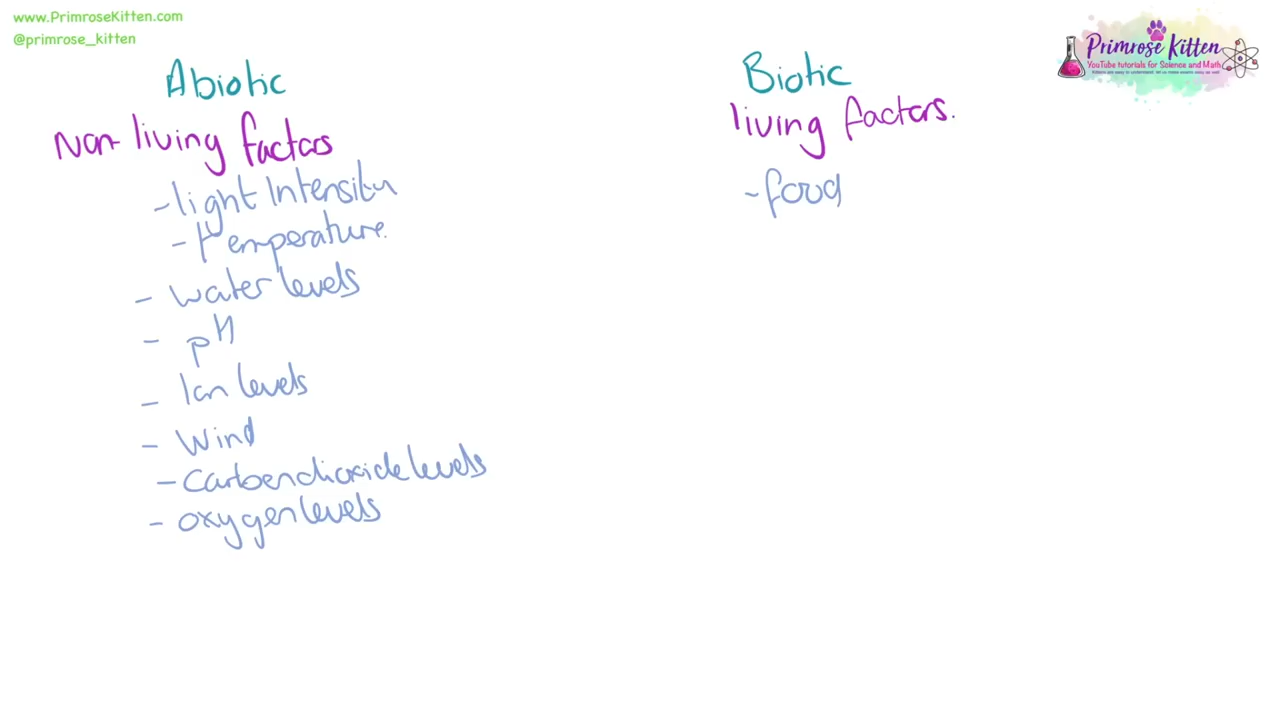 www.PrimroseKitten.com
@primrose_kitten
Primrose Kitten
YouTube tutorials for Science and Math
Abiotic
Non living factors
- light Intensity
- temperature.
- water levels
- pH
- Ion levels
- Wind
- Carbon dioxide levels
- oxygen levels
Biotic
living factors.
- food